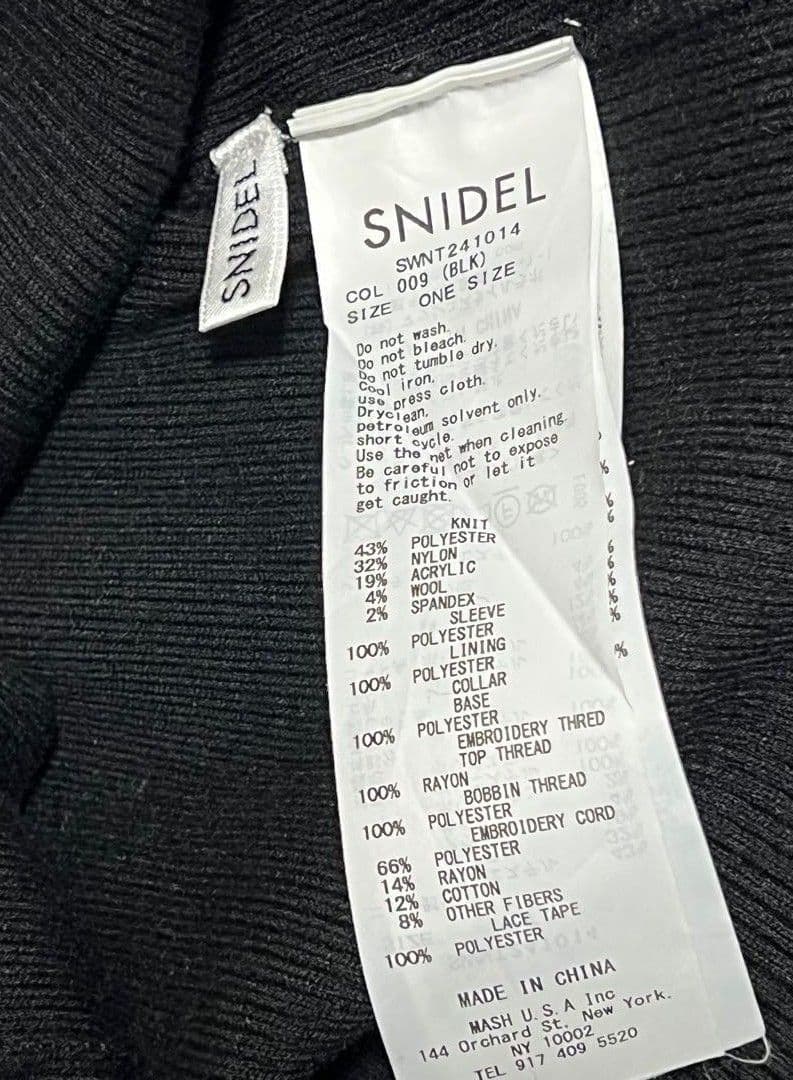 SNIDEL
SNIDEL
SWNT241014
COL 009 (BLK)
SIZE ONE SIZE
Do not wash.
Do not bleach.
Do not tumble dry.
Cool iron.
use press cloth.
Dryclean,
petroleum solvent only.
short cycle.
Use the net when cleaning.
Be careful not to expose
to friction or let it
get caught.
KNIT
43% POLYESTER
32% NYLON
19% ACRYLIC
4% WOOL
2% SPANDEX
SLEEVE
100% POLYESTER
LINING
100% POLYESTER
COLLAR
BASE
100% POLYESTER
EMBROIDERY THRED
TOP THREAD
100% RAYON
BOBBIN THREAD
100% POLYESTER
EMBROIDERY CORD
66% POLYESTER
14% RAYON
12% COTTON
8% OTHER FIBERS
LACE TAPE
100% POLYESTER
MADE IN CHINA
MASH U.S.A Inc
144 Orchard St. New York.
NY 10002
TEL 917 409 5520